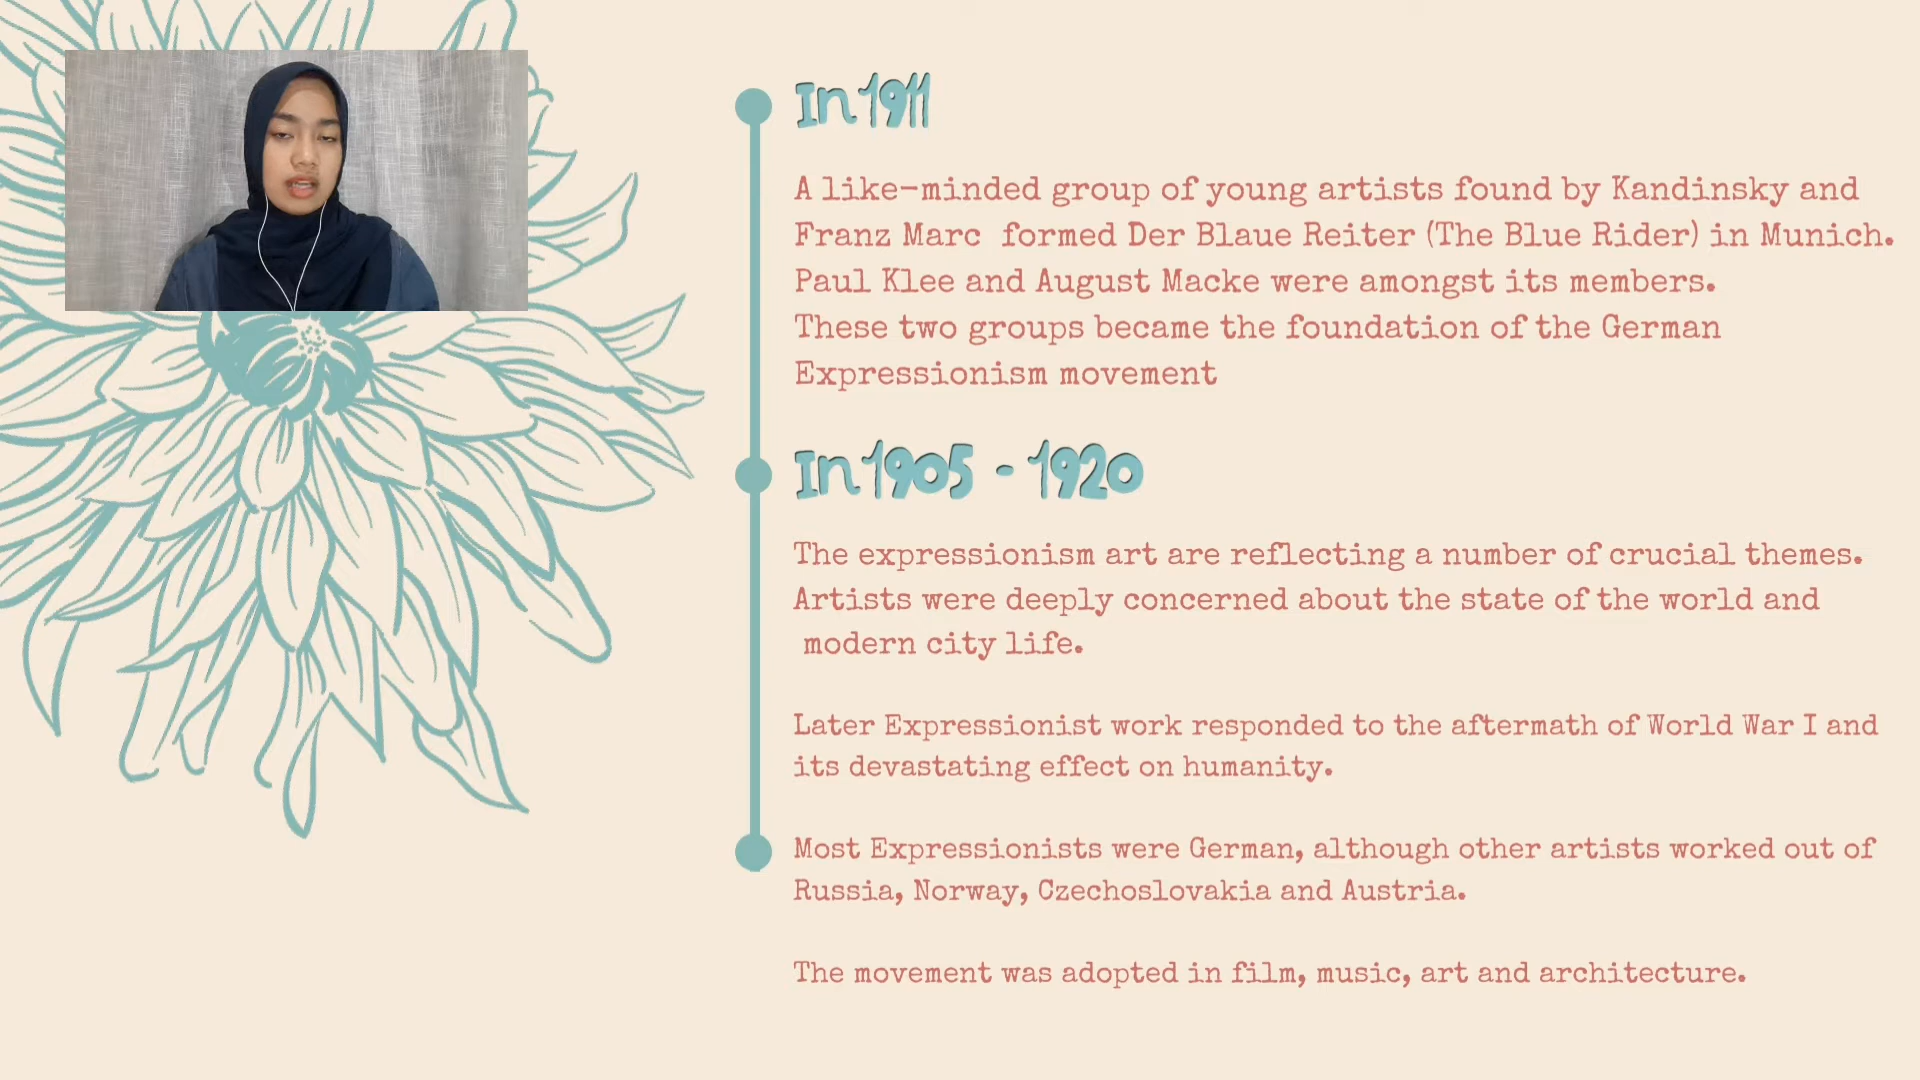 In 1911
A like-minded group of young artists found by Kandinsky and
Franz Marc formed Der Blaue Reiter (The Blue Rider) in Munich.
Paul Klee and August Macke were amongst its members.
These two groups became the foundation of the German
Expressionism movement
In 1905 - 1920
The expressionism art are reflecting a number of crucial themes.
Artists were deeply concerned about the state of the world and
modern city life.
Later Expressionist work responded to the aftermath of World War I and
its devastating effect on humanity.
Most Expressionists were German, although other artists worked out of
Russia, Norway, Czechoslovakia and Austria.
The movement was adopted in film, music, art and architecture.